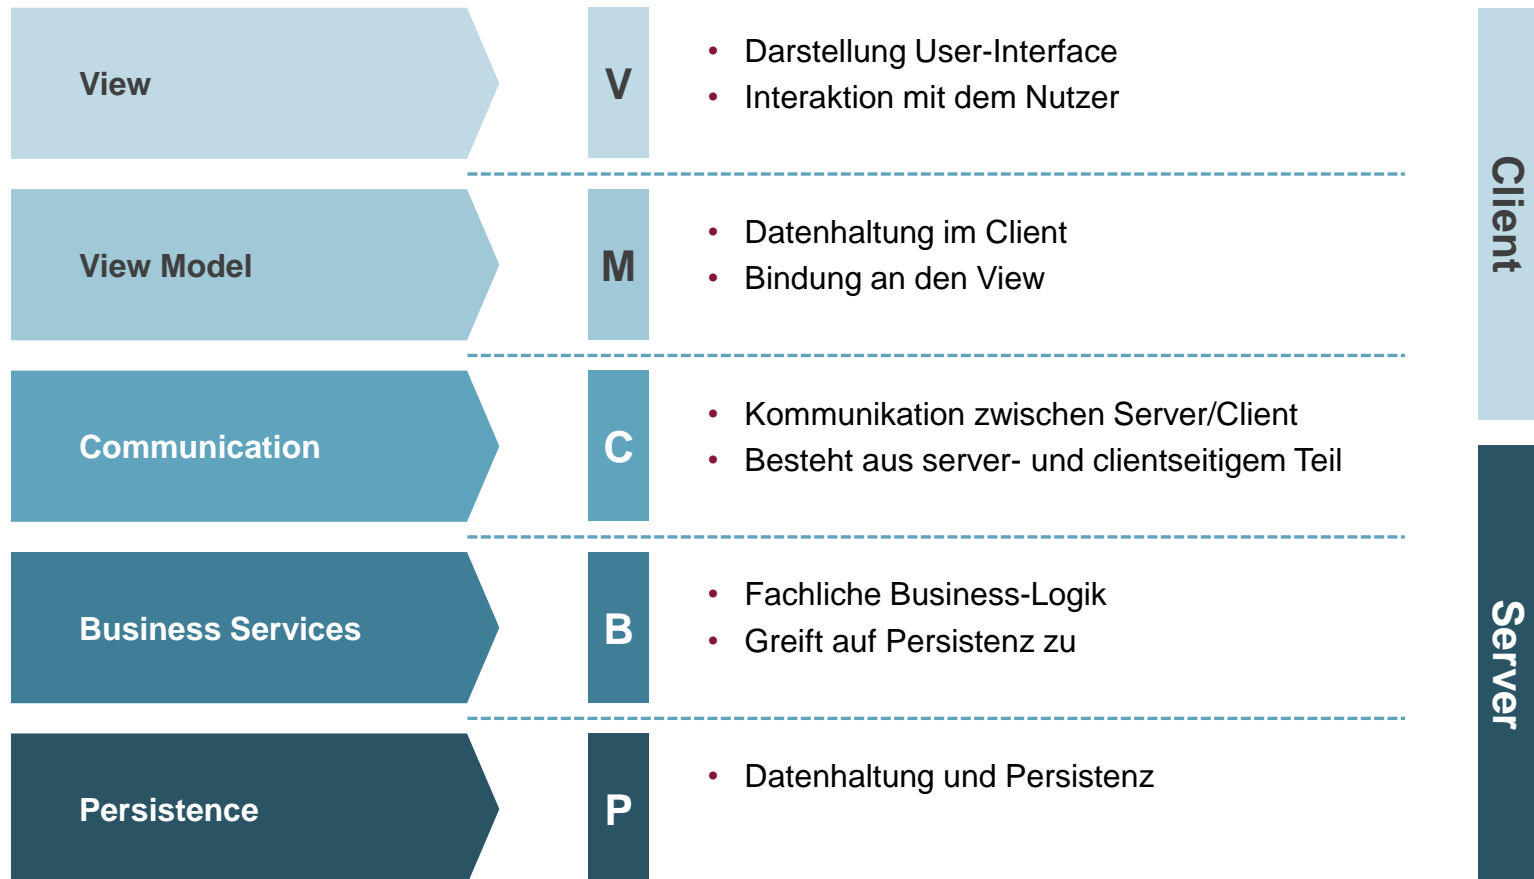 View
V
• Darstellung User-Interface
• Interaktion mit dem Nutzer
View Model
M
• Datenhaltung im Client
• Bindung an den View
Communication
C
• Kommunikation zwischen Server/Client
• Besteht aus server- und clientseitigem Teil
Business Services
B
• Fachliche Business-Logik
• Greift auf Persistenz zu
Persistence
P
• Datenhaltung und Persistenz
Client
Server